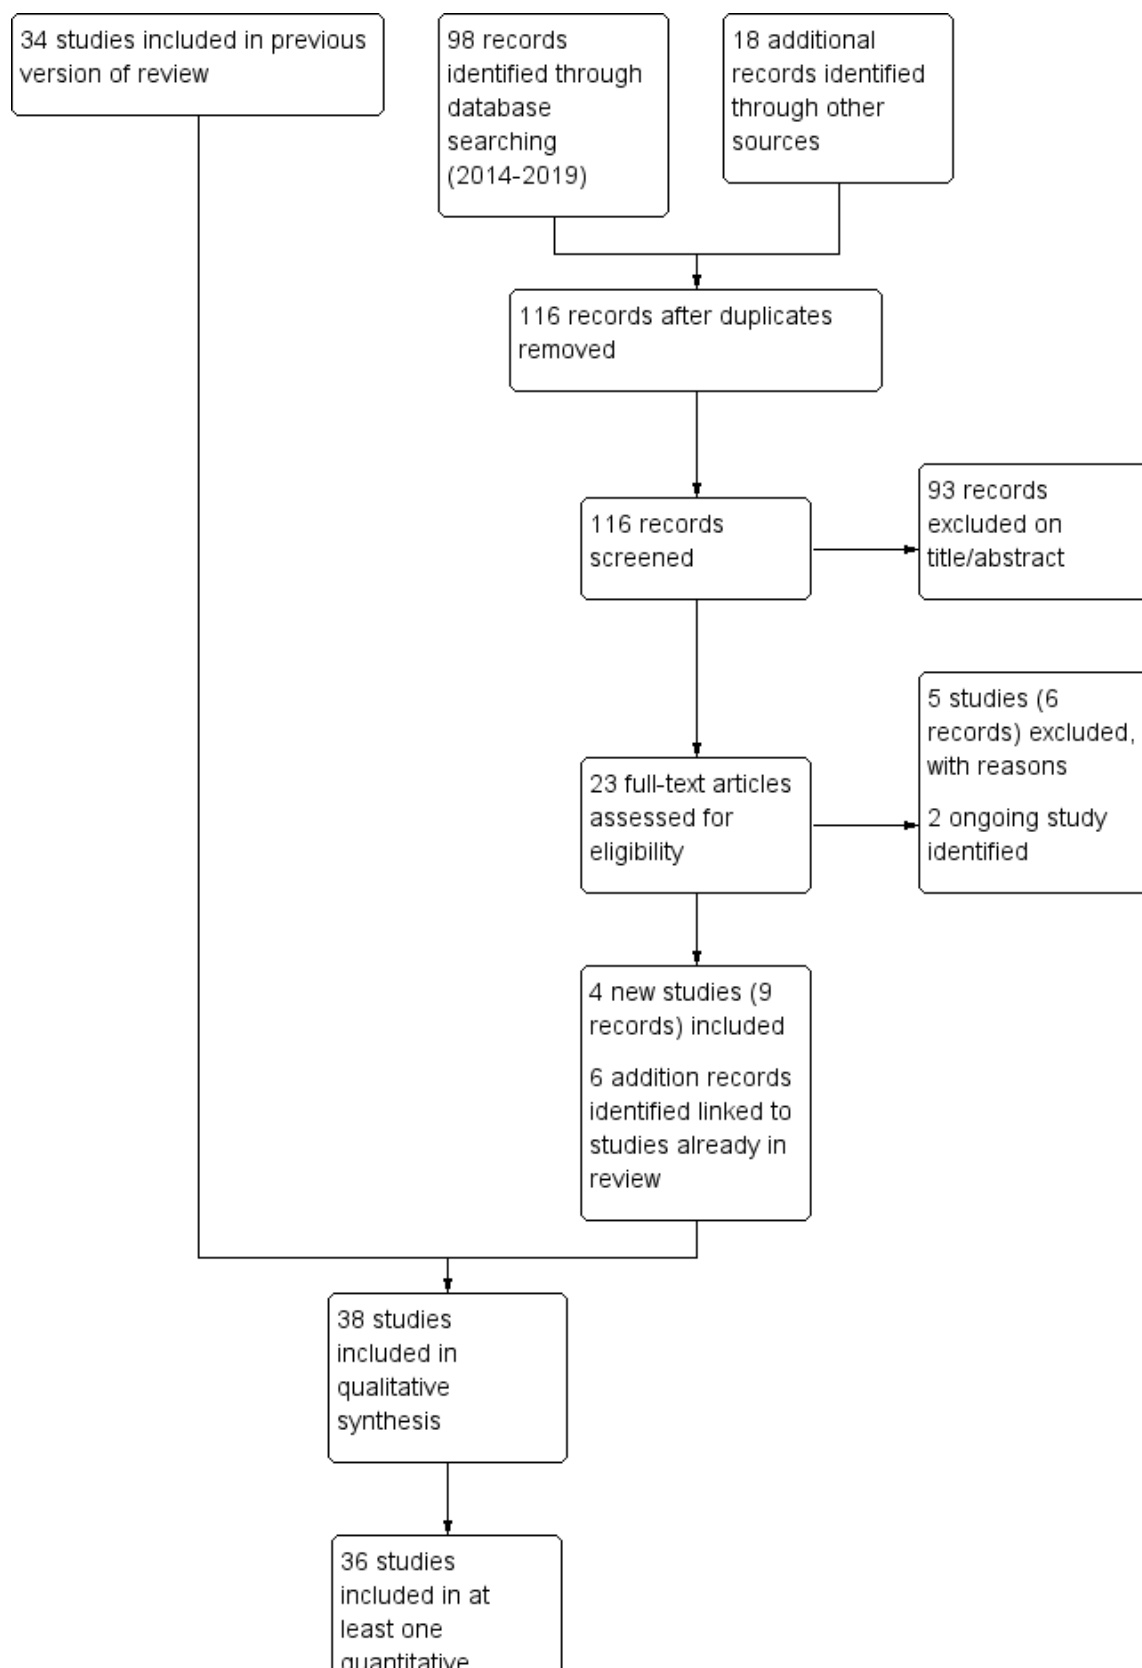 34 studies included in previous
version of review
98 records
identified through
database
searching
(2014-2019)
18 additional
records identified
through other
sources
116 records after duplicates
removed
116 records
screened
93 records
excluded on
title/abstract
23 full-text articles
assessed for
eligibility
5 studies (6
records) excluded,
with reasons
2 ongoing study
identified
4 new studies (9
records) included
6 addition records
identified linked to
studies already in
review
38 studies
included in
qualitative
synthesis
36 studies
included in at
least one
quantitative